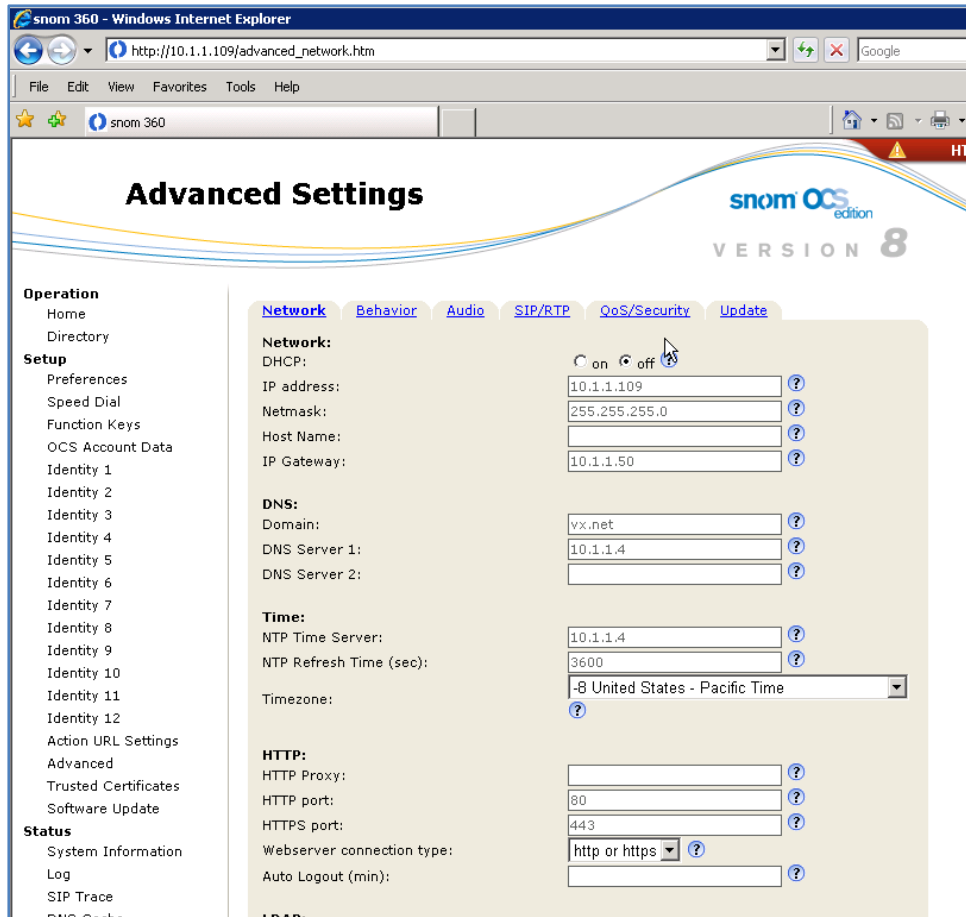 snom 360 - Windows Internet Explorer
http://10.1.1.109/advanced_network.htm
Google
File Edit View Favorites Tools Help
snom 360
Advanced Settings
snom OCS
edition
VERSION 8
Operation
Home
Directory
Setup
Preferences
Speed Dial
Function Keys
OCS Account Data
Identity 1
Identity 2
Identity 3
Identity 4
Identity 5
Identity 6
Identity 7
Identity 8
Identity 9
Identity 10
Identity 11
Identity 12
Action URL Settings
Advanced
Trusted Certificates
Software Update
Status
System Information
Log
SIP Trace
DNS Cache
Network Behavior Audio SIP/RTP QoS/Security Update
Network:
DHCP: on off
IP address: 10.1.1.109
Netmask: 255.255.255.0
Host Name:
IP Gateway: 10.1.1.50
DNS:
Domain: vx.net
DNS Server 1: 10.1.1.4
DNS Server 2:
Time:
NTP Time Server: 10.1.1.4
NTP Refresh Time (sec): 3600
Timezone: -8 United States - Pacific Time
HTTP:
HTTP Proxy:
HTTP port: 80
HTTPS port: 443
Webserver connection type: http or https
Auto Logout (min):
LDAP: